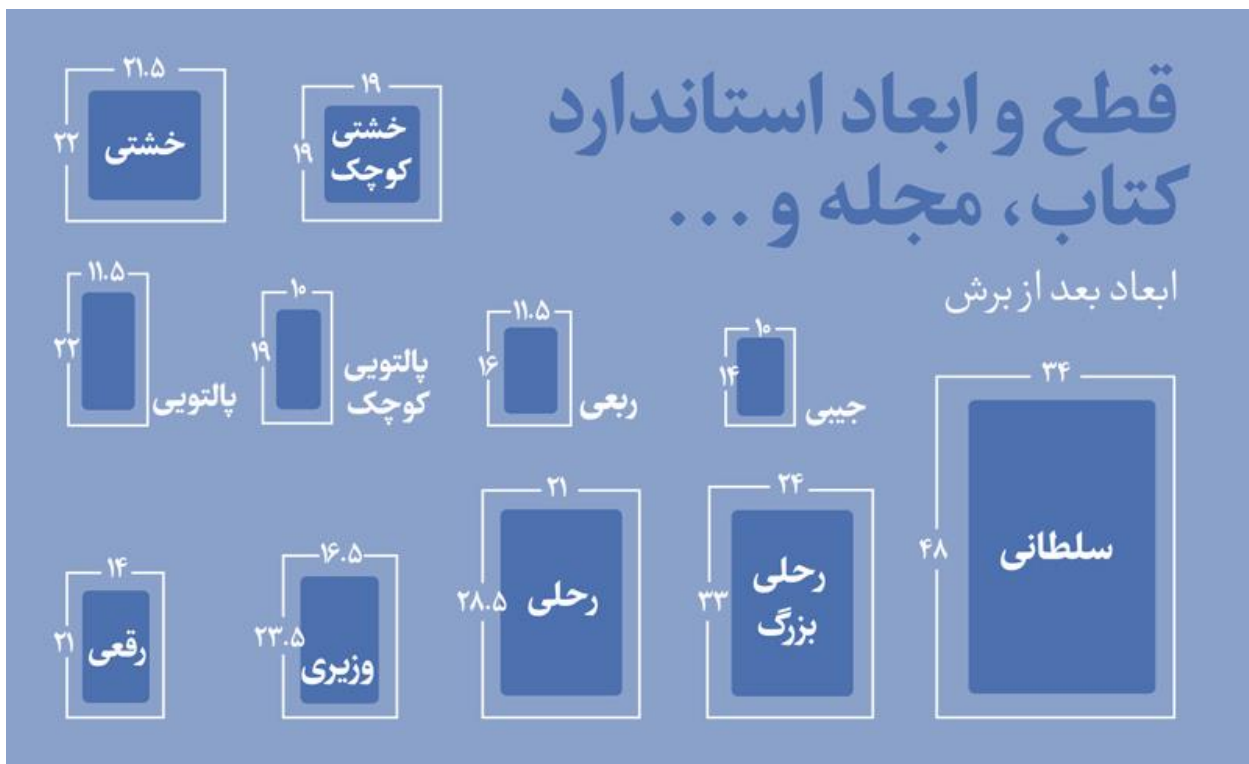 قطع و ابعاد استاندارد
کتاب، مجله و ...
ابعاد بعد از برش
۱۹
۱۹
خشتی
کوچک
۲۱.۵
۲۲
خشتی
۱۰
۱۴
جیبی
۱۱.۵
۱۶
ربعی
۱۰
۱۹
پالتویی
کوچک
۱۱.۵
۲۲
پالتویی
۳۴
۴۸
سلطانی
۲۴
۳۳
رحلی
بزرگ
۲۱
۲۸.۵
رحلی
۱۶.۵
۲۳.۵
وزیری
۱۴
۲۱
رقعی